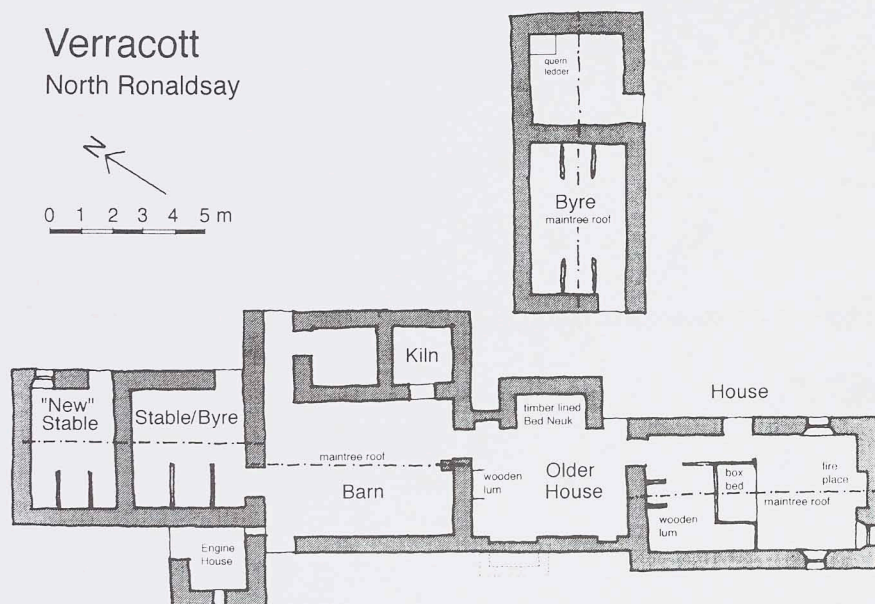 Verracott
North Ronaldsay
N
0 1 2 3 4 5 m
quern
ledder
Byre
maintree roof
Kiln
House
"New"
Stable
Stable/Byre
timber lined
Bed Neuk
maintree roof
Barn
wooden
lum
Older
House
box
bed
fire
place
maintree roof
wooden
lum
Engine
House